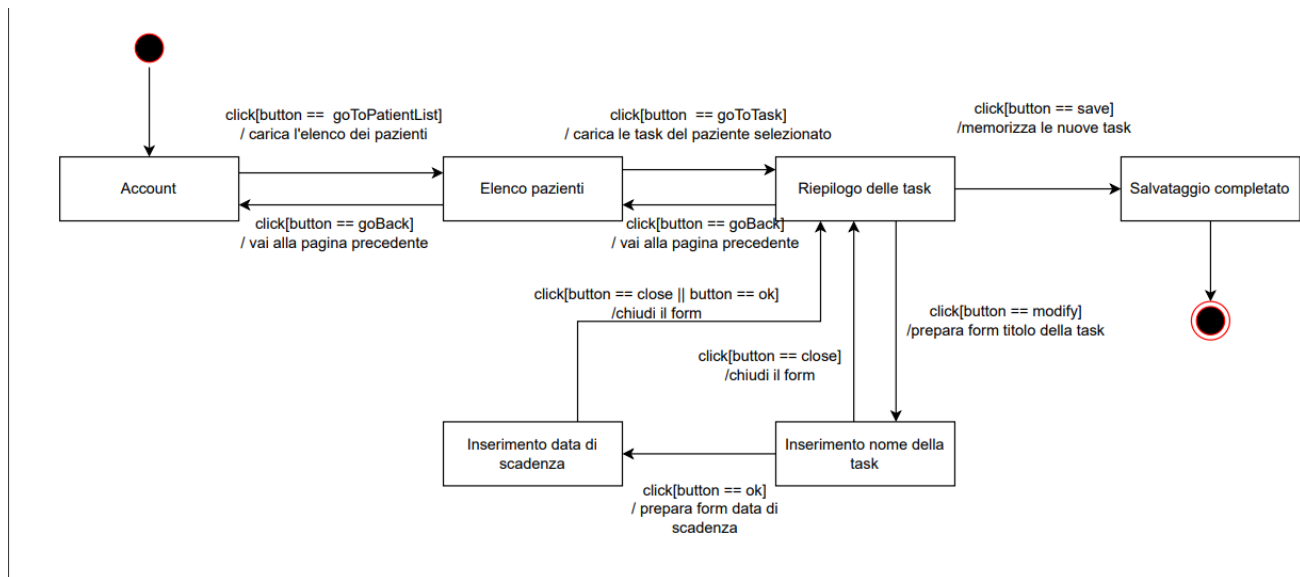 click[button == goToPatientList]
/ carica l'elenco dei pazienti
click[button == goToTask]
/ carica le task del paziente selezionato
click[button == save]
/memorizza le nuove task
Account
Elenco pazienti
Riepilogo delle task
Salvataggio completato
click[button == goBack]
/ vai alla pagina precedente
click[button == goBack]
/ vai alla pagina precedente
click[button == close || button == ok]
/chiudi il form
click[button == modify]
/prepara form titolo della task
click[button == close]
/chiudi il form
Inserimento data di
scadenza
Inserimento nome della
task
click[button == ok]
/ prepara form data di
scadenza